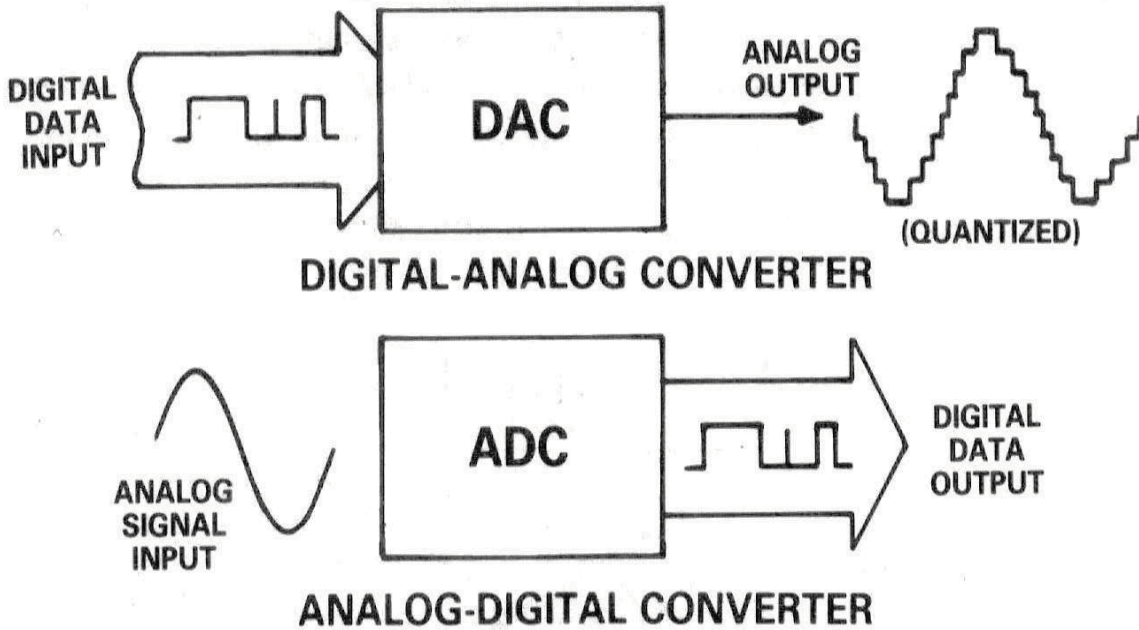 DIGITAL
DATA
INPUT
DAC
ANALOG
OUTPUT
(QUANTIZED)
DIGITAL-ANALOG CONVERTER
ANALOG
SIGNAL
INPUT
ADC
DIGITAL
DATA
OUTPUT
ANALOG-DIGITAL CONVERTER